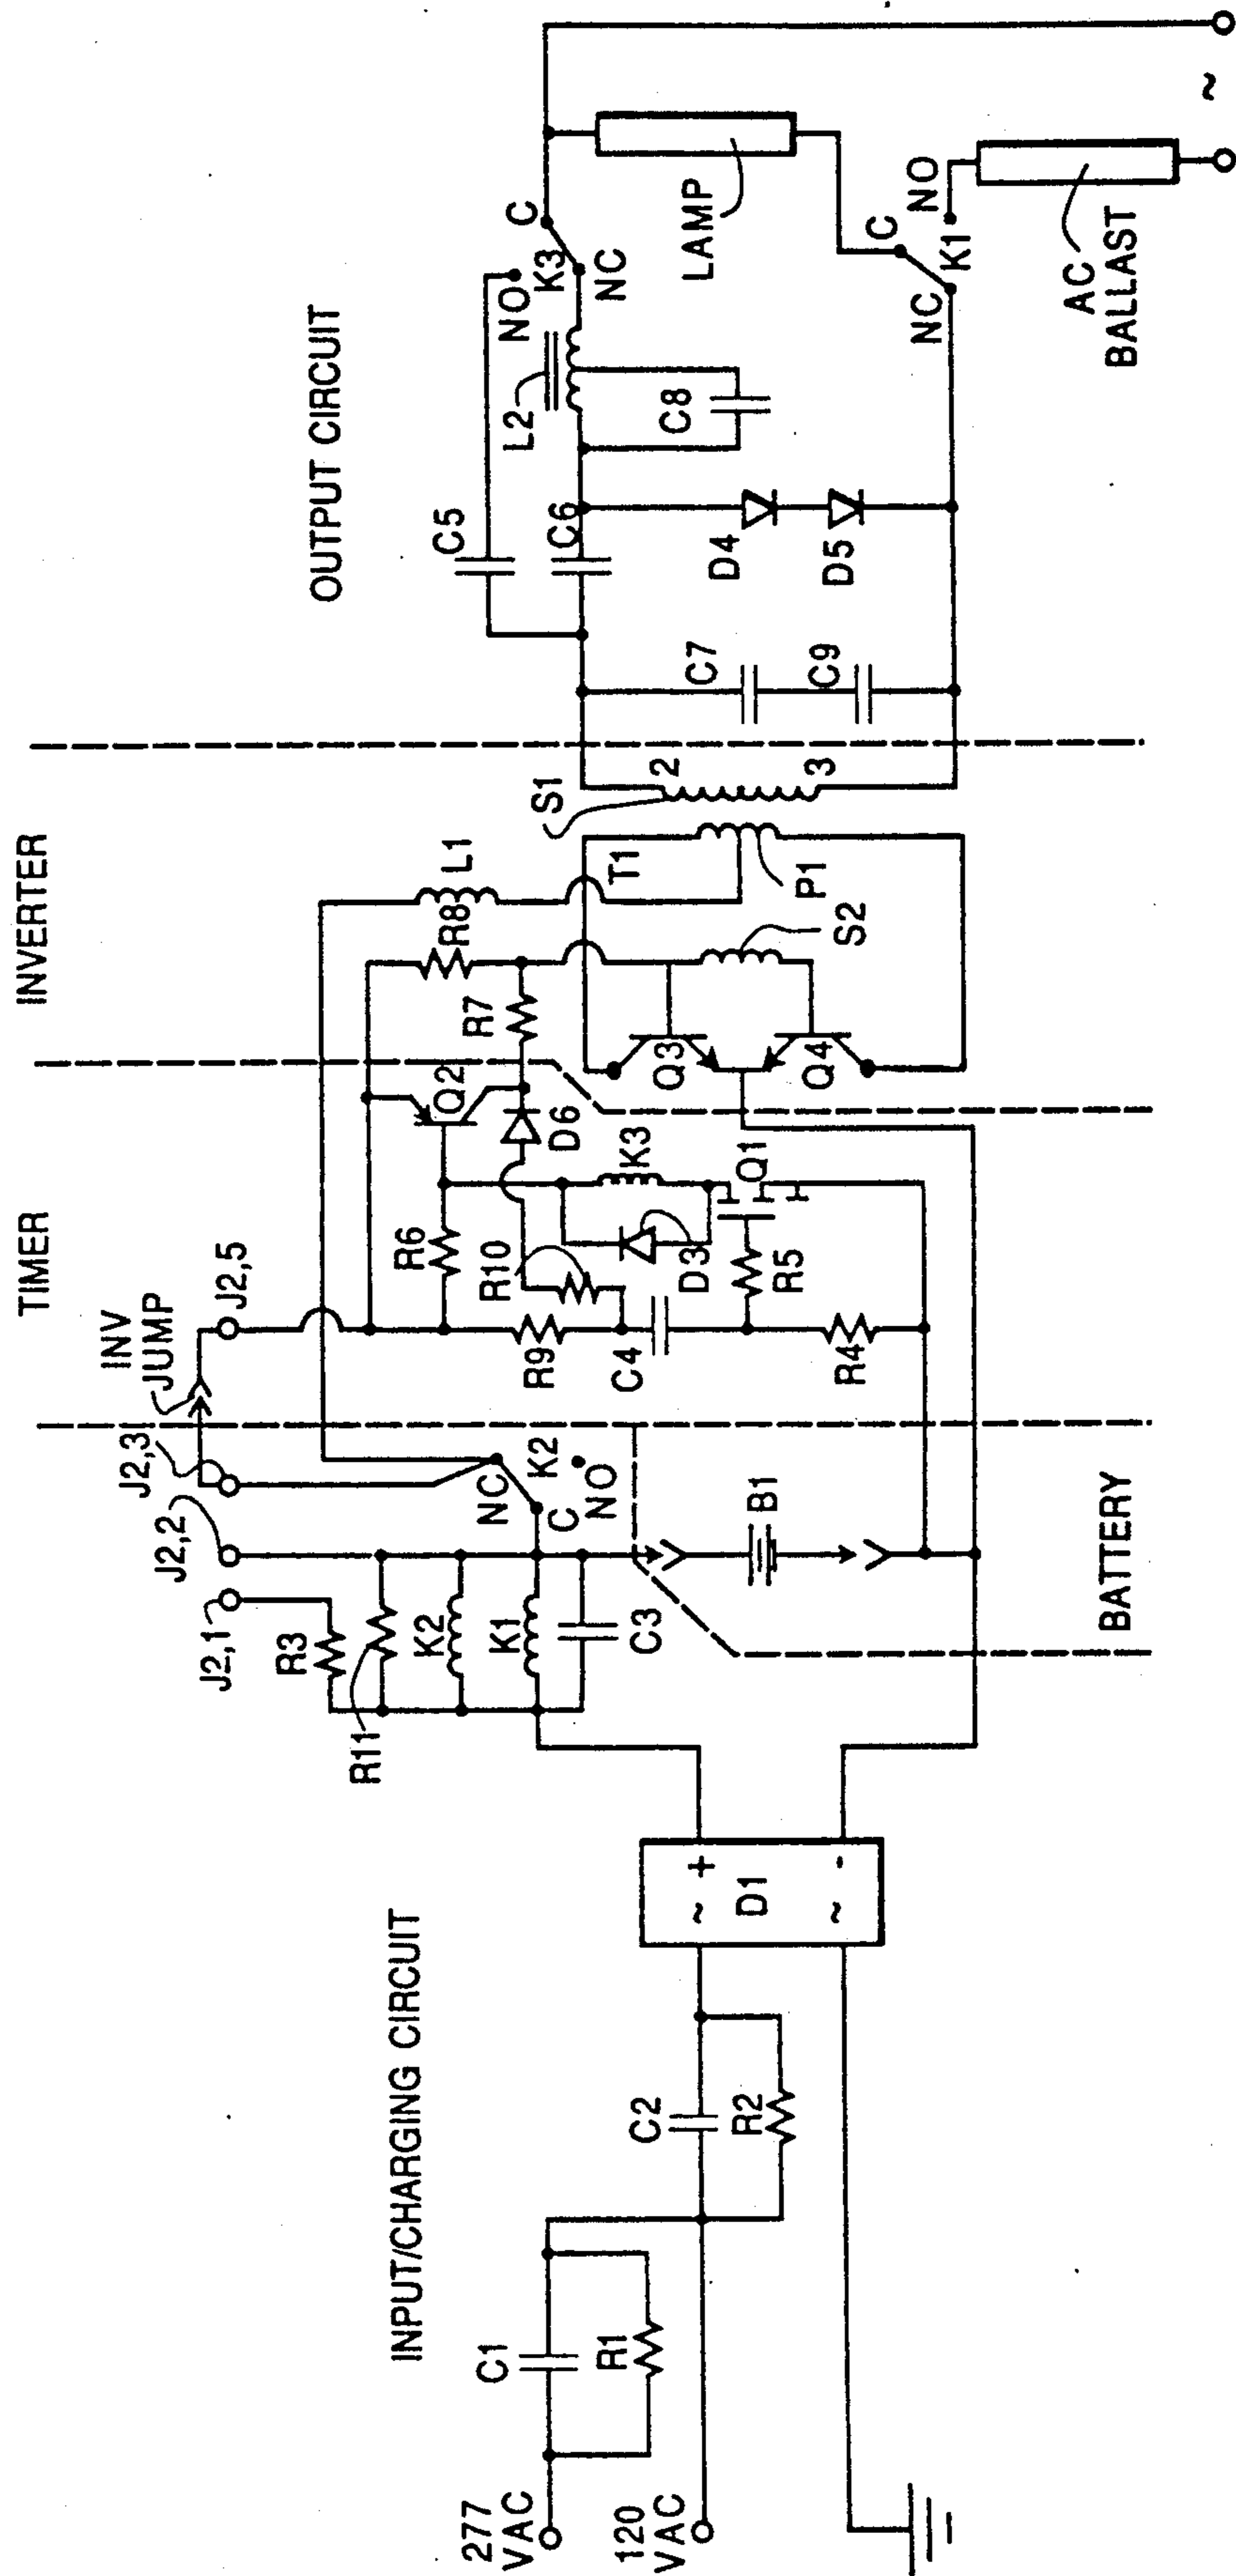 INPUT/CHARGING CIRCUIT
TIMER
INVERTER
OUTPUT CIRCUIT
BATTERY
277
VAC
120
VAC
C1
R1
C2
R2
~ +
D1
~ -
J2,1
J2,2
J2,3
INV
JUMP
J2,5
R3
R11
K2
K1
C3
NC
K2
C
NO
B1
R6
R9
R10
C4
R4
R5
D3
K3
Q1
D6
Q2
R7
R8
L1
Q3
Q4
S2
T1
P1
S1
2
3
C5
C6
C7
C9
D4
D5
L2
C8
NO
K3
NC
C
LAMP
C
NC
K1
NO
AC
BALLAST
~